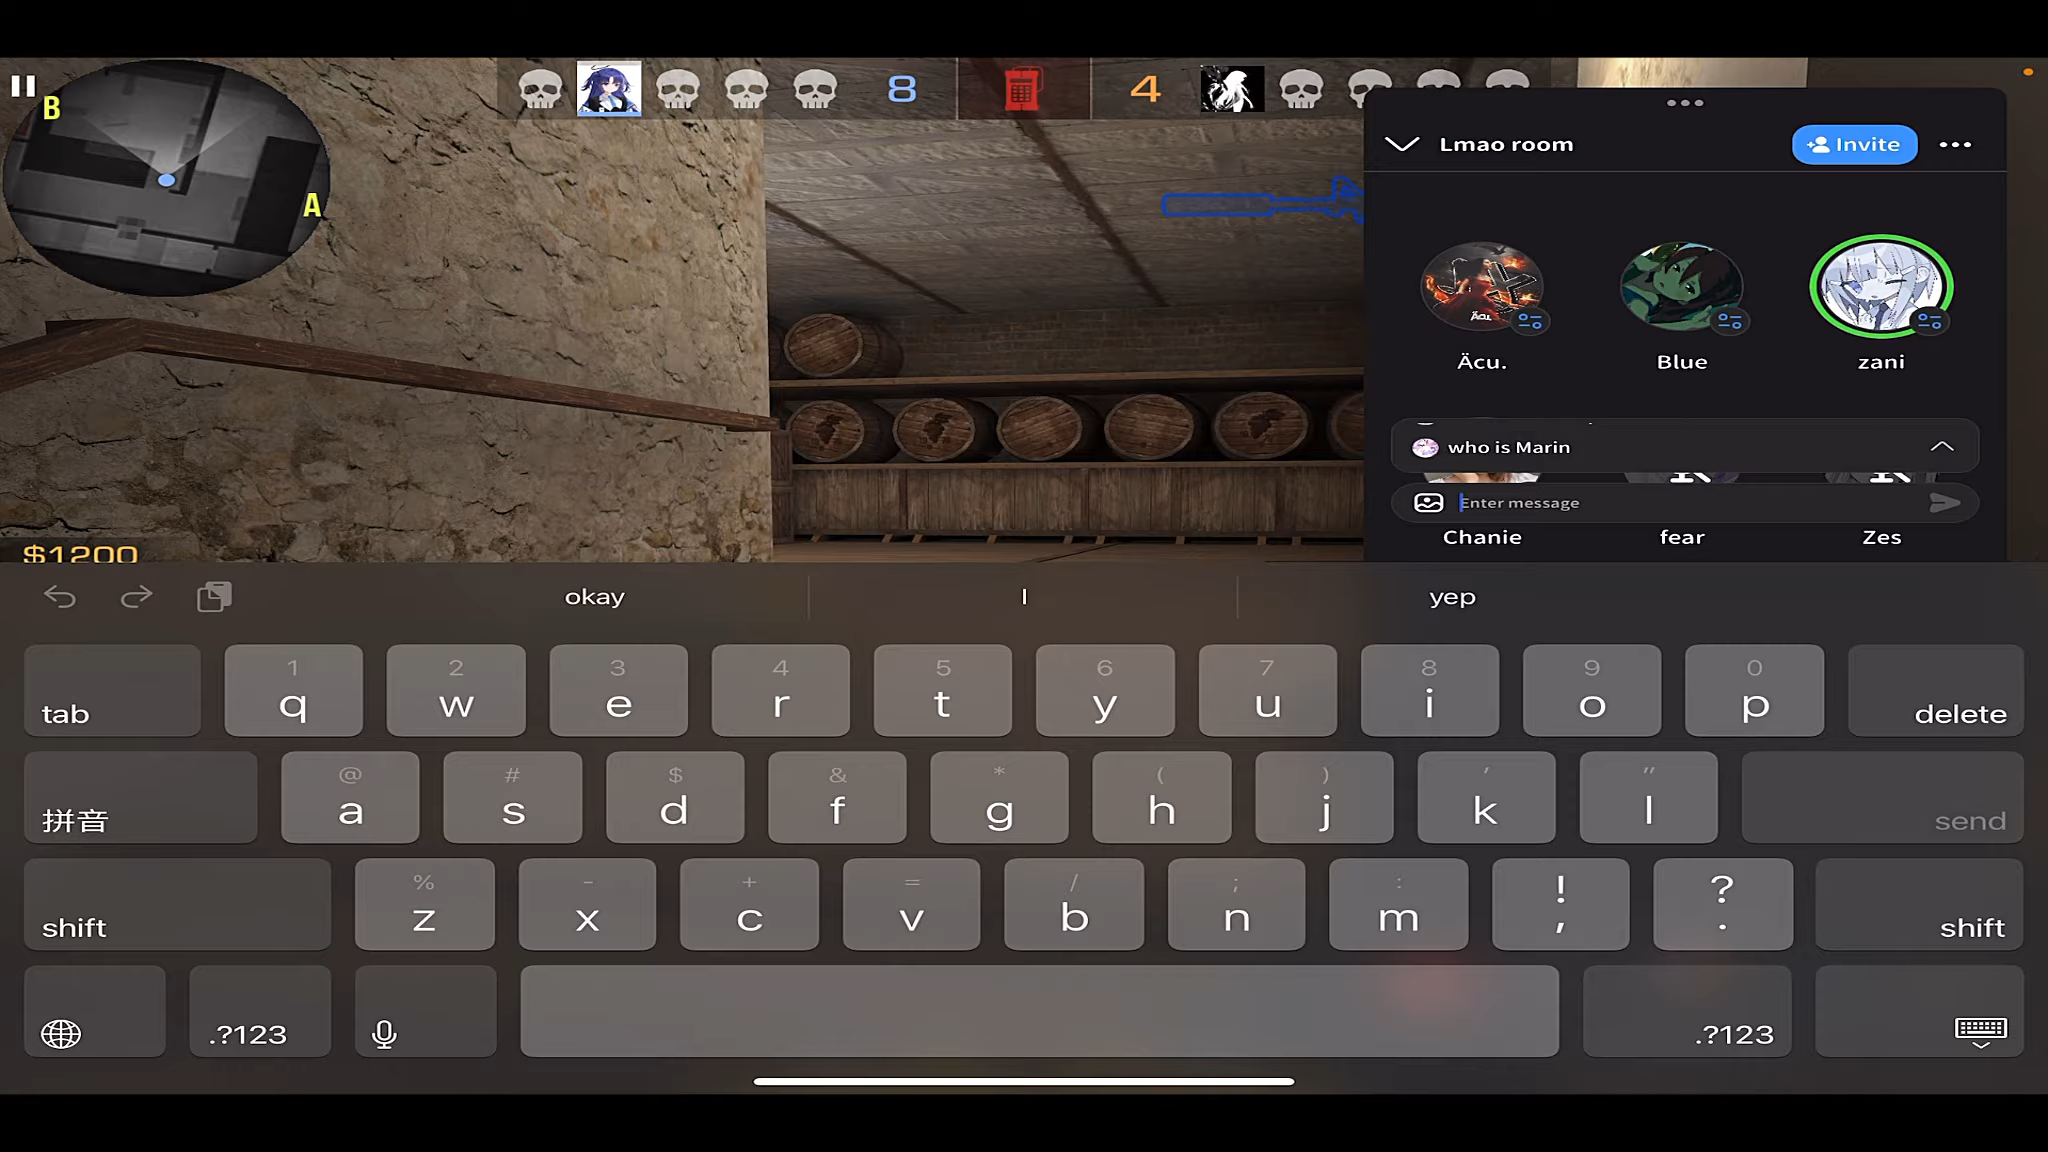 B
A
8
4
$1200
Lmao room
Invite
Äcu.
Äcu.
Blue
zani
who is Marin
Enter message
Chanie
fear
Zes
okay
I
yep
tab
1 2 3 4 5 6 7 8 9 0
q w e r t y u i o p
delete
拼音
@ # $ & * ( ) ' "
a s d f g h j k l
send
shift
% - + = / ; : ! ?
z x c v b n m , .
shift
.?123
.?123